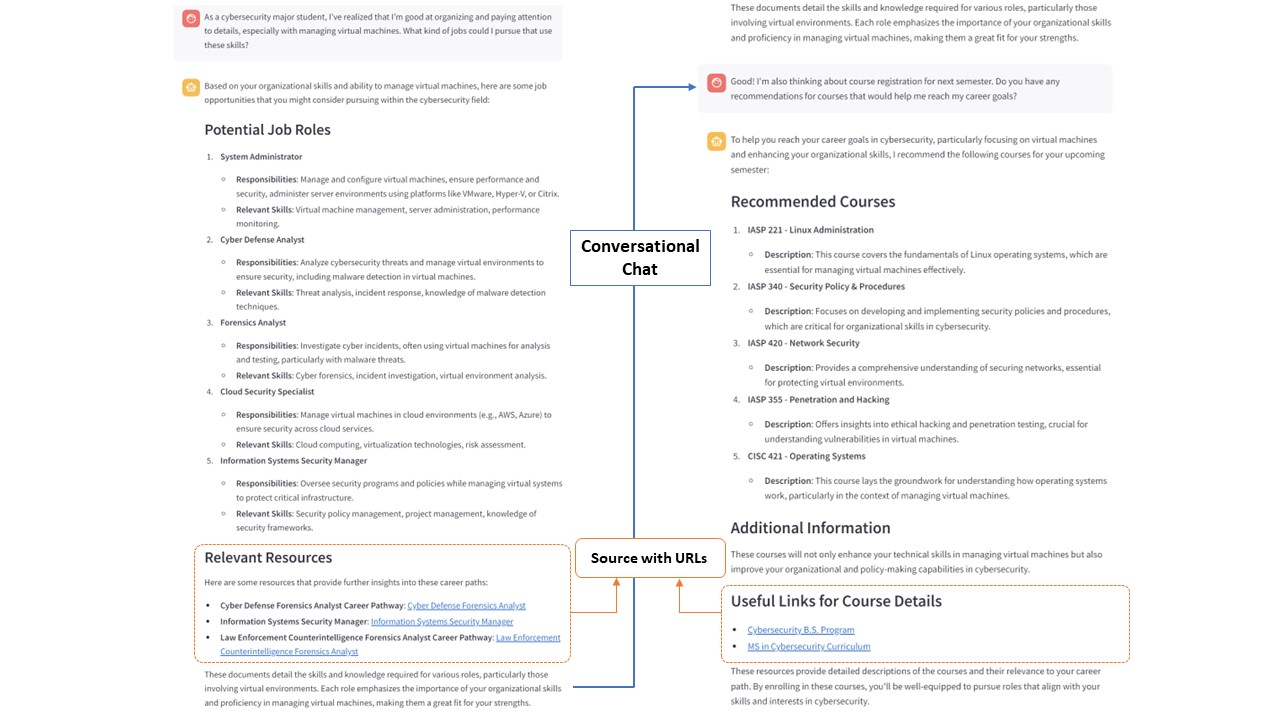 As a cybersecurity major student, I've realized that I'm good at organizing and paying attention
to details, especially with managing virtual machines. What kind of jobs could I pursue that use
these skills?
Based on your organizational skills and ability to manage virtual machines, here are some job
opportunities that you might consider pursuing within the cybersecurity field:
Potential Job Roles
1. System Administrator
Responsibilities: Manage and configure virtual machines, ensure performance and
security, administer server environments using platforms like VMware, Hyper-V, or Citrix.
Relevant Skills: Virtual machine management, server administration, performance
monitoring.
2. Cyber Defense Analyst
Responsibilities: Analyze cybersecurity threats and manage virtual environments to
ensure security, including malware detection in virtual machines.
Relevant Skills: Threat analysis, incident response, knowledge of malware detection
techniques.
3. Forensics Analyst
Responsibilities: Investigate cyber incidents, often using virtual machines for analysis
and testing, particularly with malware threats.
Relevant Skills: Cyber forensics, incident investigation, virtual environment analysis.
4. Cloud Security Specialist
Responsibilities: Manage virtual machines in cloud environments (e.g., AWS, Azure) to
ensure security across cloud services.
Relevant Skills: Cloud computing, virtualization technologies, risk assessment.
5. Information Systems Security Manager
Responsibilities: Oversee security programs and policies while managing virtual systems
to protect critical infrastructure.
Relevant Skills: Security policy management, project management, knowledge of
security frameworks.
Relevant Resources
Here are some resources that provide further insights into these career paths:
• Cyber Defense Forensics Analyst Career Pathway: Cyber Defense Forensics Analyst
• Information Systems Security Manager: Information Systems Security Manager
• Law Enforcement Counterintelligence Forensics Analyst Career Pathway: Law Enforcement
Counterintelligence Forensics Analyst
These documents detail the skills and knowledge required for various roles, particularly those
involving virtual environments. Each role emphasizes the importance of your organizational skills
and proficiency in managing virtual machines, making them a great fit for your strengths.
Conversational
Chat
Source with URLs
These documents detail the skills and knowledge required for various roles, particularly those
involving virtual environments. Each role emphasizes the importance of your organizational skills
and proficiency in managing virtual machines, making them a great fit for your strengths.
Good! I'm also thinking about course registration for next semester. Do you have any
recommendations for courses that would help me reach my career goals?
To help you reach your career goals in cybersecurity, particularly focusing on virtual machines
and enhancing your organizational skills, I recommend the following courses for your upcoming
semester:
Recommended Courses
1. IASP 221 - Linux Administration
Description: This course covers the fundamentals of Linux operating systems, which are
essential for managing virtual machines effectively.
2. IASP 340 - Security Policy & Procedures
Description: Focuses on developing and implementing security policies and procedures,
which are critical for organizational skills in cybersecurity.
3. IASP 420 - Network Security
Description: Provides a comprehensive understanding of securing networks, essential
for protecting virtual environments.
4. IASP 355 - Penetration and Hacking
Description: Offers insights into ethical hacking and penetration testing, crucial for
understanding vulnerabilities in virtual machines.
5. CISC 421 - Operating Systems
Description: This course lays the groundwork for understanding how operating systems
work, particularly in the context of managing virtual machines.
Additional Information
These courses will not only enhance your technical skills in managing virtual machines but also
improve your organizational and policy-making capabilities in cybersecurity.
Useful Links for Course Details
• Cybersecurity B.S. Program
• MS in Cybersecurity Curriculum
These resources provide detailed descriptions of the courses and their relevance to your career
path. By enrolling in these courses, you'll be well-equipped to pursue roles that align with your
skills and interests in cybersecurity.